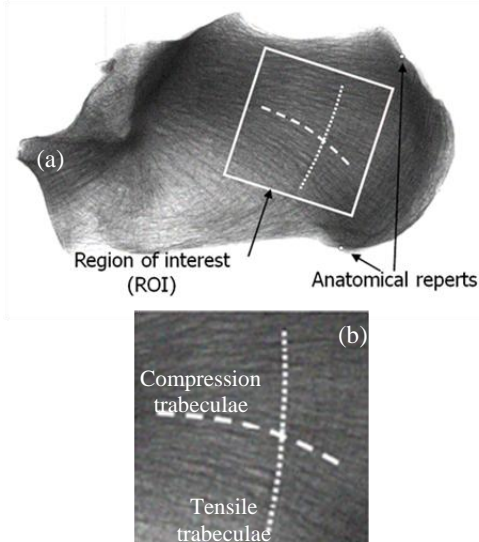 (a)
Region of interest
(ROI)
Anatomical reperts
(b)
Compression
trabeculae
Tensile
trabeculae